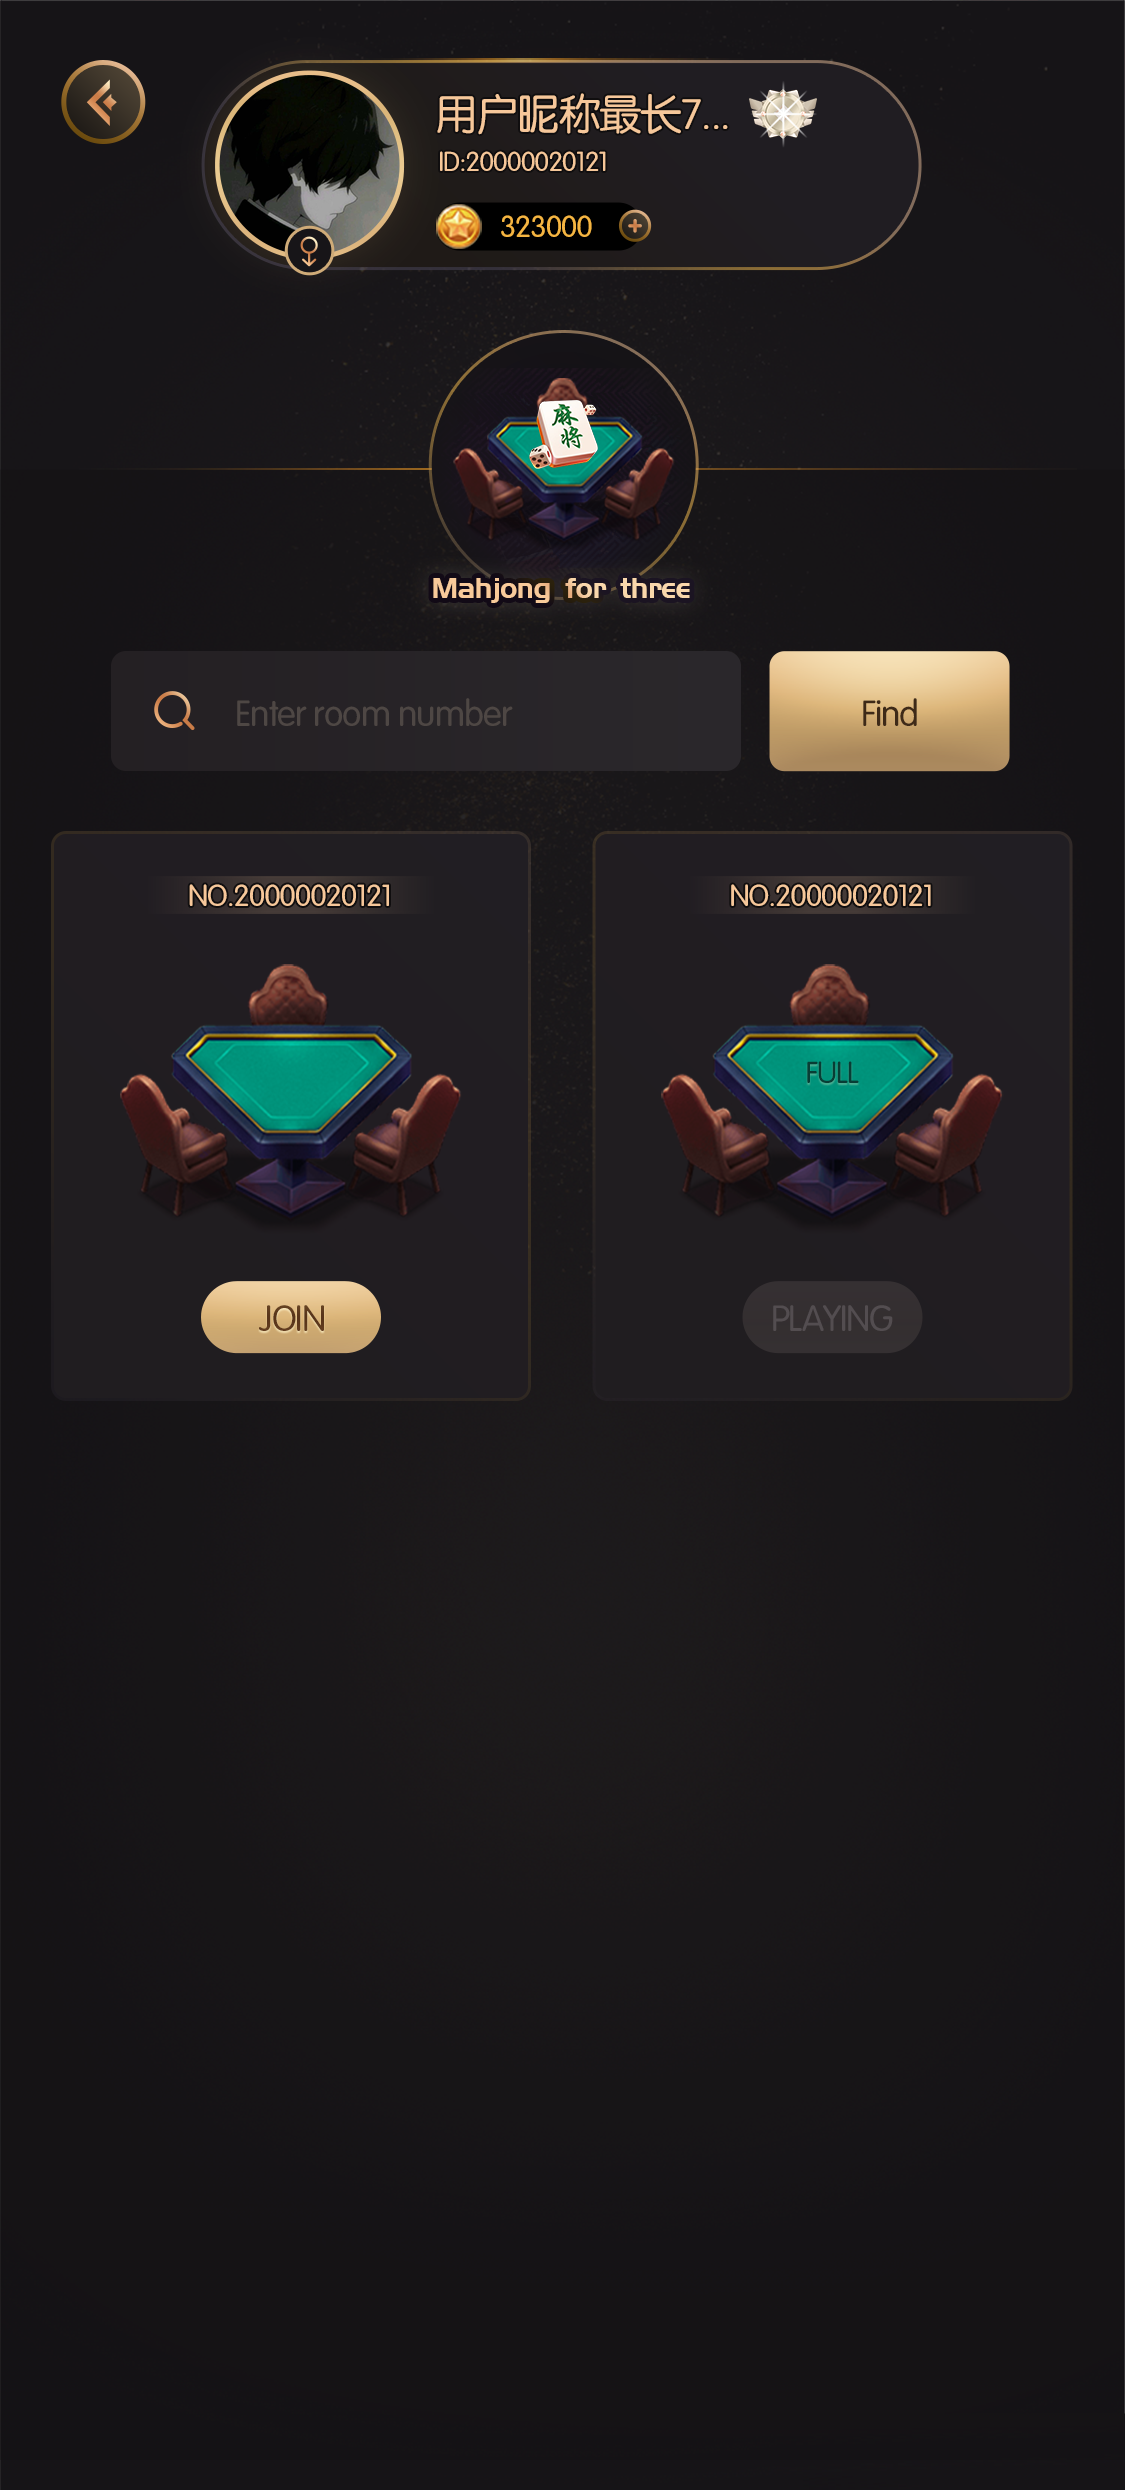 用户昵称最长7...
ID:20000020121
323000
麻
将
Mahjong for three
Enter room number
Find
NO.20000020121
NO.20000020121
FULL
JOIN
PLAYING